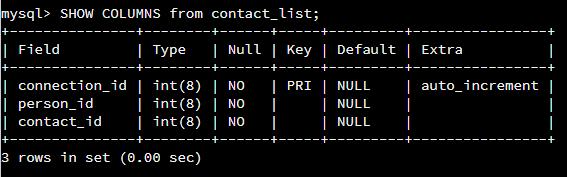 mysql> SHOW COLUMNS from contact_list;
+---------------+--------+------+-----+---------+----------------+
| Field         | Type   | Null | Key | Default | Extra          |
+---------------+--------+------+-----+---------+----------------+
| connection_id | int(8) | NO   | PRI | NULL    | auto_increment |
| person_id     | int(8) | NO   |     | NULL    |                |
| contact_id    | int(8) | NO   |     | NULL    |                |
+---------------+--------+------+-----+---------+----------------+
3 rows in set (0.00 sec)